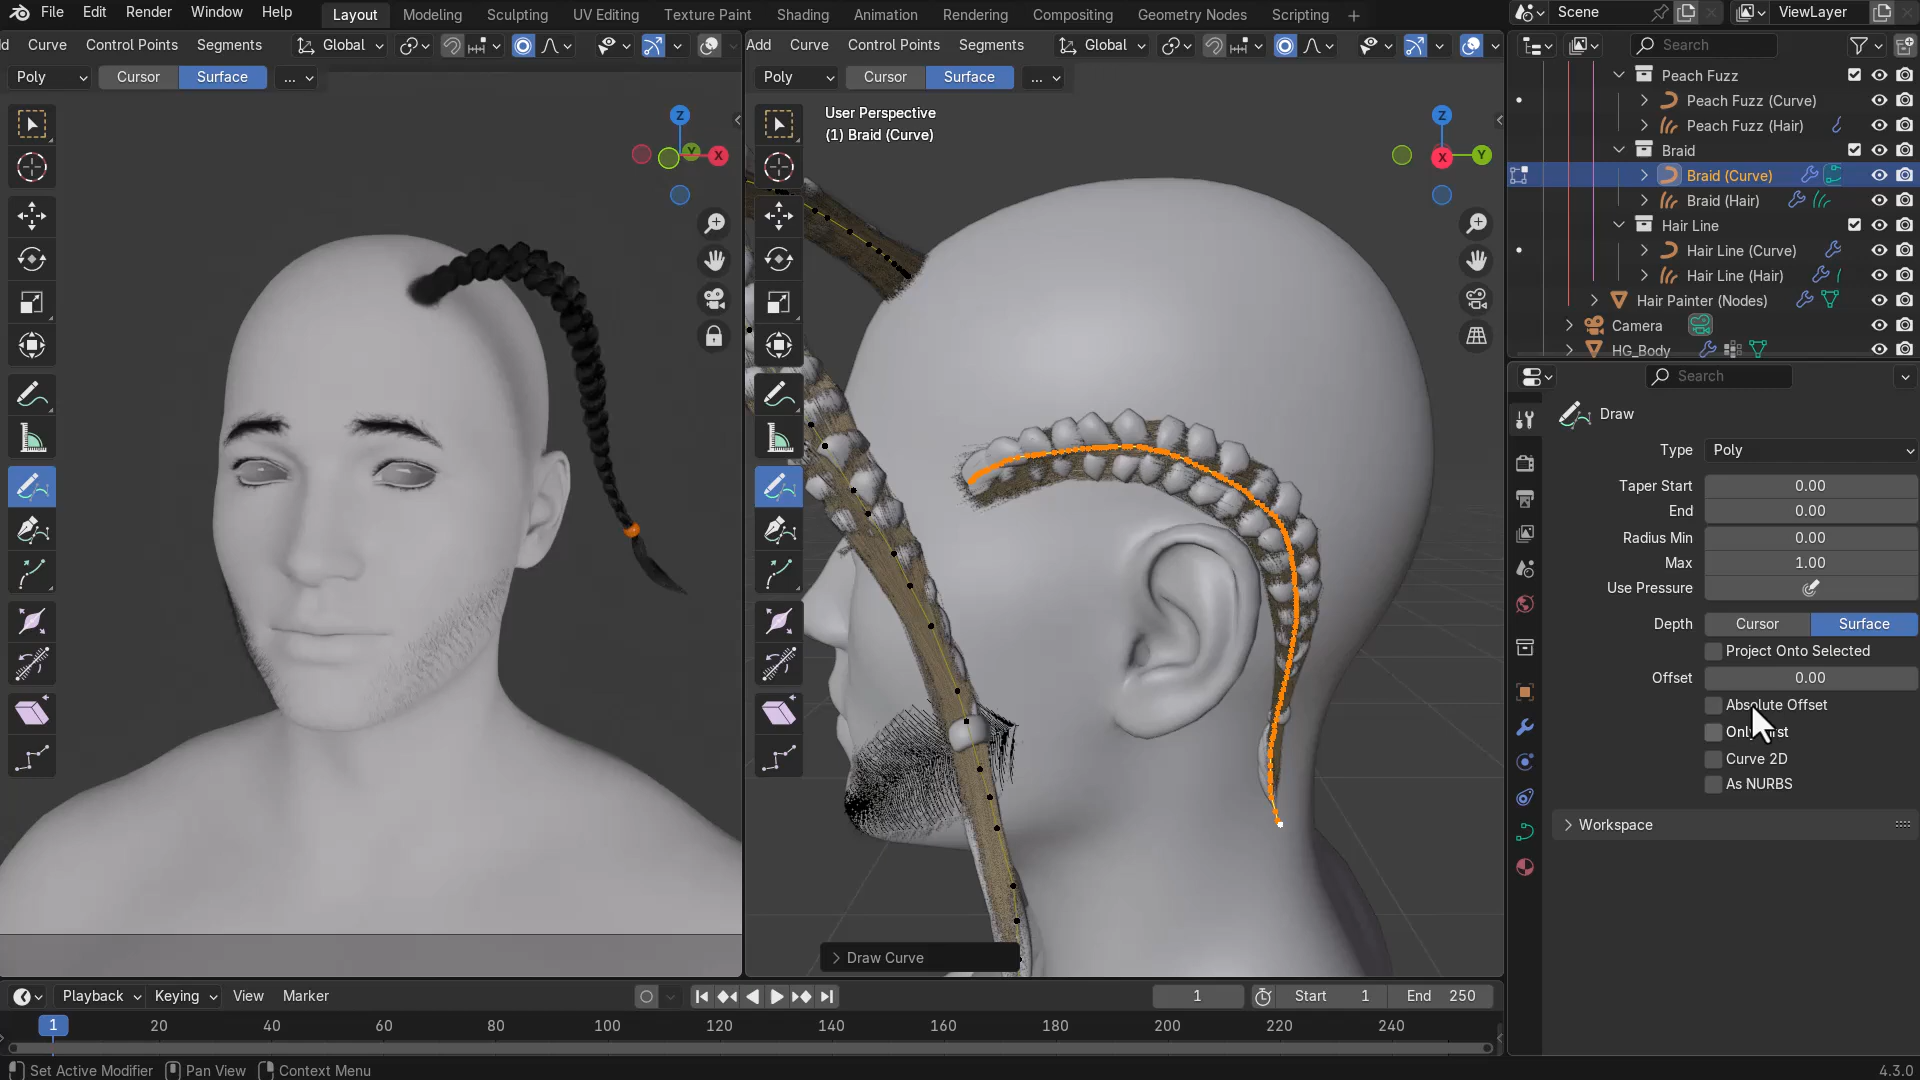 File Edit Render Window Help
Layout Modeling Sculpting UV Editing Texture Paint Shading Animation Rendering Compositing Geometry Nodes Scripting
Scene
ViewLayer
d Curve Control Points Segments Global
Add Curve Control Points Segments Global
Search
Poly Cursor Surface ...
Poly Cursor Surface ...
User Perspective
(1) Braid (Curve)
Z Y X
Z X Y
Peach Fuzz
Peach Fuzz (Curve)
Peach Fuzz (Hair)
Braid
Braid (Curve)
Braid (Hair)
Hair Line
Hair Line (Curve)
Hair Line (Hair)
Hair Painter (Nodes)
Camera
HG_Body
Search
Draw
Type Poly
Taper Start 0.00
End 0.00
Radius Min 0.00
Max 1.00
Use Pressure
Depth Cursor Surface
Project Onto Selected
Offset 0.00
Absolute Offset
Curve 2D
As NURBS
Workspace
Draw Curve
Playback Keying View Marker
1 Start 1 End 250
1 20 40 60 80 100 120 140 160 180 200 220 240
Set Active Modifier Pan View Context Menu
4.3.0